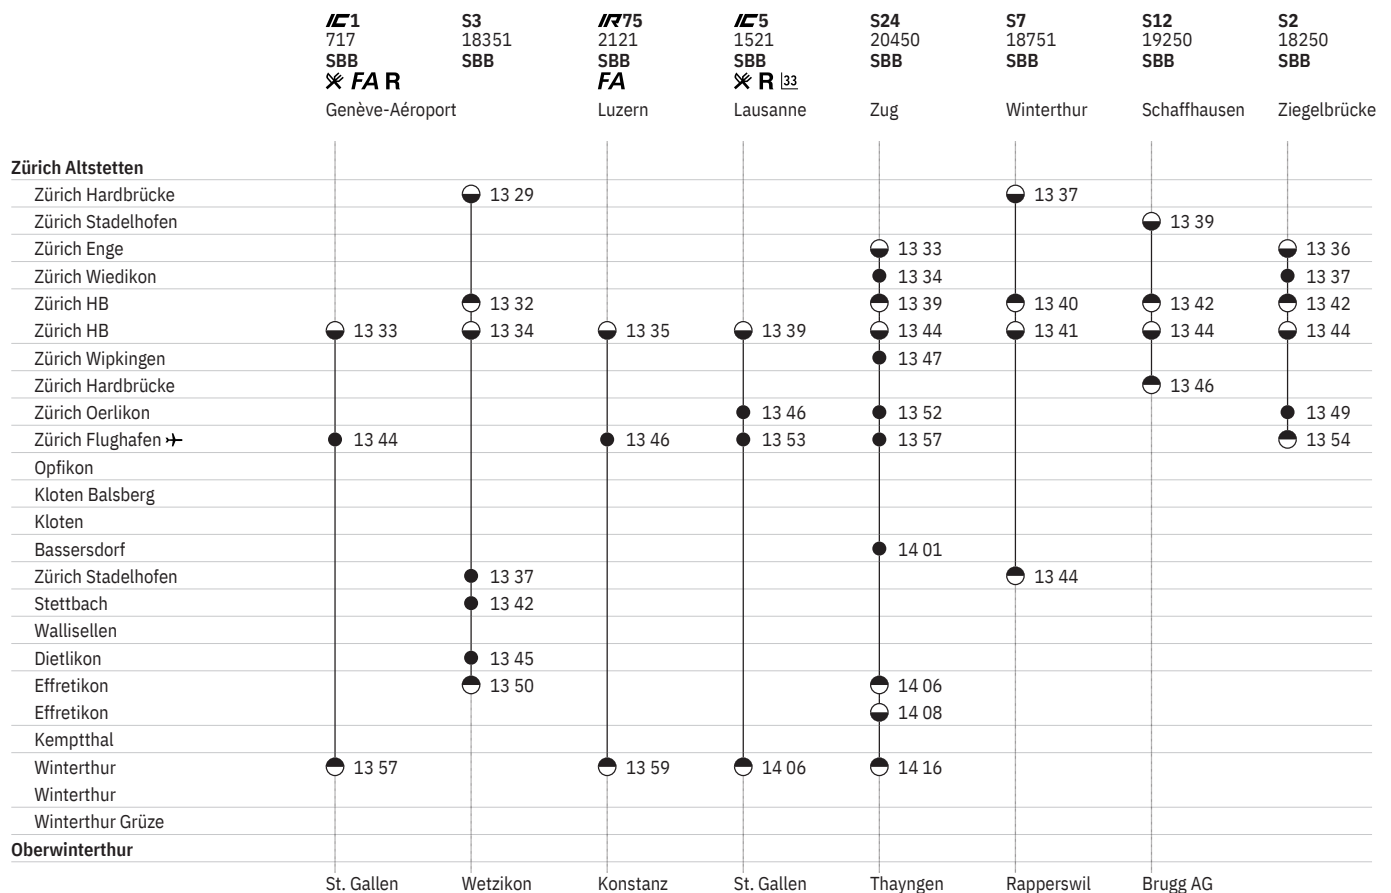 IC1 S3 IR75 IC5 S24 S7 S12 S2
717 18351 2121 1521 20450 18751 19250 18250
SBB SBB SBB SBB SBB SBB SBB SBB
FA R FA R 33
Genève-Aéroport Luzern Lausanne Zug Winterthur Schaffhausen Ziegelbrücke
Zürich Altstetten
Zürich Hardbrücke 13 29 13 37
Zürich Stadelhofen 13 39
Zürich Enge 13 33 13 36
Zürich Wiedikon 13 34 13 37
Zürich HB 13 32 13 39 13 40 13 42 13 42
Zürich HB 13 33 13 34 13 35 13 39 13 44 13 41 13 44 13 44
Zürich Wipkingen 13 47
Zürich Hardbrücke 13 46
Zürich Oerlikon 13 46 13 52 13 49
Zürich Flughafen 13 44 13 46 13 53 13 57 13 54
Opfikon
Kloten Balsberg
Kloten
Bassersdorf 14 01
Zürich Stadelhofen 13 37 13 44
Stettbach 13 42
Wallisellen
Dietlikon 13 45
Effretikon 13 50 14 06
Effretikon 14 08
Kemptthal
Winterthur 13 57 13 59 14 06 14 16
Winterthur
Winterthur Grüze
Oberwinterthur
St. Gallen Wetzikon Konstanz St. Gallen Thayngen Rapperswil Brugg AG